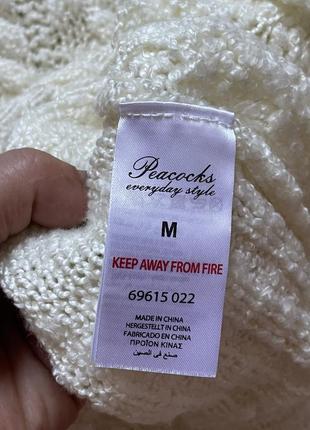 Peacocks
everyday style
M
KEEP AWAY FROM FIRE
69615 022
MADE IN CHINA
HERGESTELLT IN CHINA
FABRICADO EN CHINA
ΠΡΟΪΟΝ ΚΙΝΑΣ
صنع في الصين